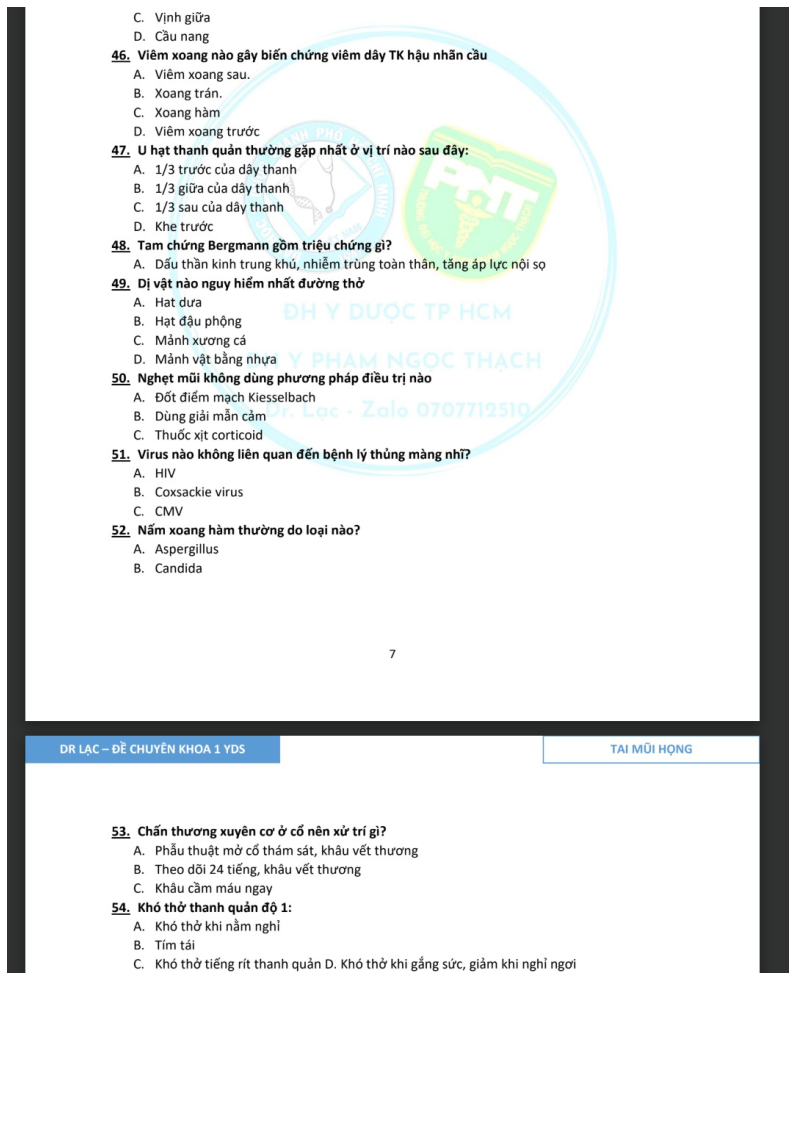 C. Vịnh giữa
D. Cầu nang
46. Viêm xoang nào gây biến chứng viêm dây TK hậu nhãn cầu
A. Viêm xoang sau.
B. Xoang trán.
C. Xoang hàm
D. Viêm xoang trước
47. U hạt thanh quản thường gặp nhất ở vị trí nào sau đây:
A. 1/3 trước của dây thanh
B. 1/3 giữa của dây thanh
C. 1/3 sau của dây thanh
D. Khe trước
48. Tam chứng Bergmann gồm triệu chứng gì?
A. Dấu thần kinh trung khú, nhiễm trùng toàn thân, tăng áp lực nội sọ
49. Dị vật nào nguy hiểm nhất đường thở
A. Hat dưa
ĐH Y DƯỢC TP HCM
B. Hạt đậu phộng
C. Mảnh xương cá
D. Mảnh vật bằng nhựa
Y PHẠM NGỌC THẠCH
50. Nghẹt mũi không dùng phương pháp điều trị nào
A. Đốt điểm mạch Kiesselbach
B. Dùng giải mẫn cảm
Dr. Lạc - Zalo 0707712510
C. Thuốc xịt corticoid
51. Virus nào không liên quan đến bệnh lý thủng màng nhĩ?
A. HIV
B. Coxsackie virus
C. CMV
52. Nấm xoang hàm thường do loại nào?
A. Aspergillus
B. Candida
7
DR LẠC – ĐỀ CHUYÊN KHOA 1 YDS
TAI MŨI HỌNG
53. Chấn thương xuyên cơ ở cổ nên xử trí gì?
A. Phẫu thuật mở cổ thám sát, khâu vết thương
B. Theo dõi 24 tiếng, khâu vết thương
C. Khâu cầm máu ngay
54. Khó thở thanh quản độ 1:
A. Khó thở khi nằm nghỉ
B. Tím tái
C. Khó thở tiếng rít thanh quản D. Khó thở khi gắng sức, giảm khi nghỉ ngơi